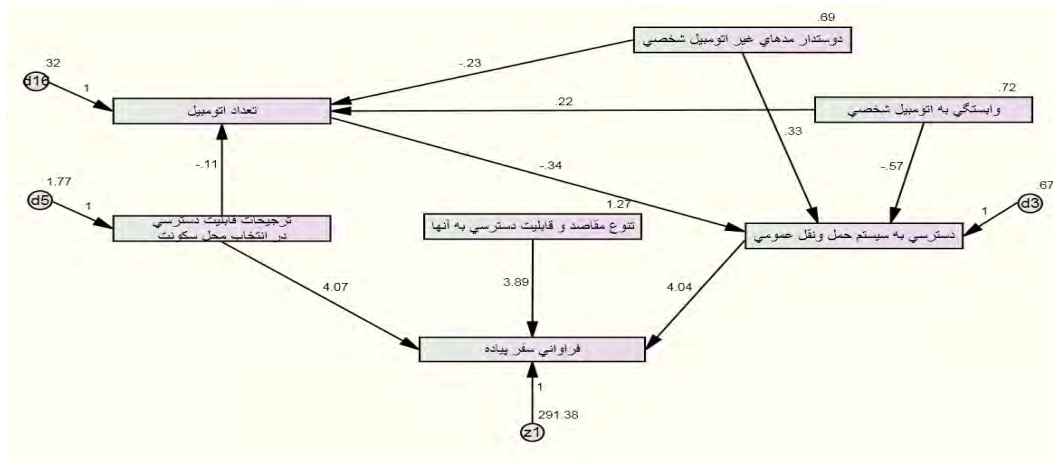 .69
دوستدار مدهاي غير اتومبيل شخصي
.32
d16
1
تعداد اتومبيل
-.23
.22
.72
وابستگي به اتومبيل شخصي
.33
-.57
-.11
-.34
1.77
d5
1
ترجيحات قابليت دسترسي
در انتخاب محل سكونت
1.27
تنوع مقاصد و قابليت دسترسي به آنها
.67
d3
1
دسترسي به سيستم حمل ونقل عمومي
4.07
3.89
4.04
فراواني سفر پياده
1
291.38
z1